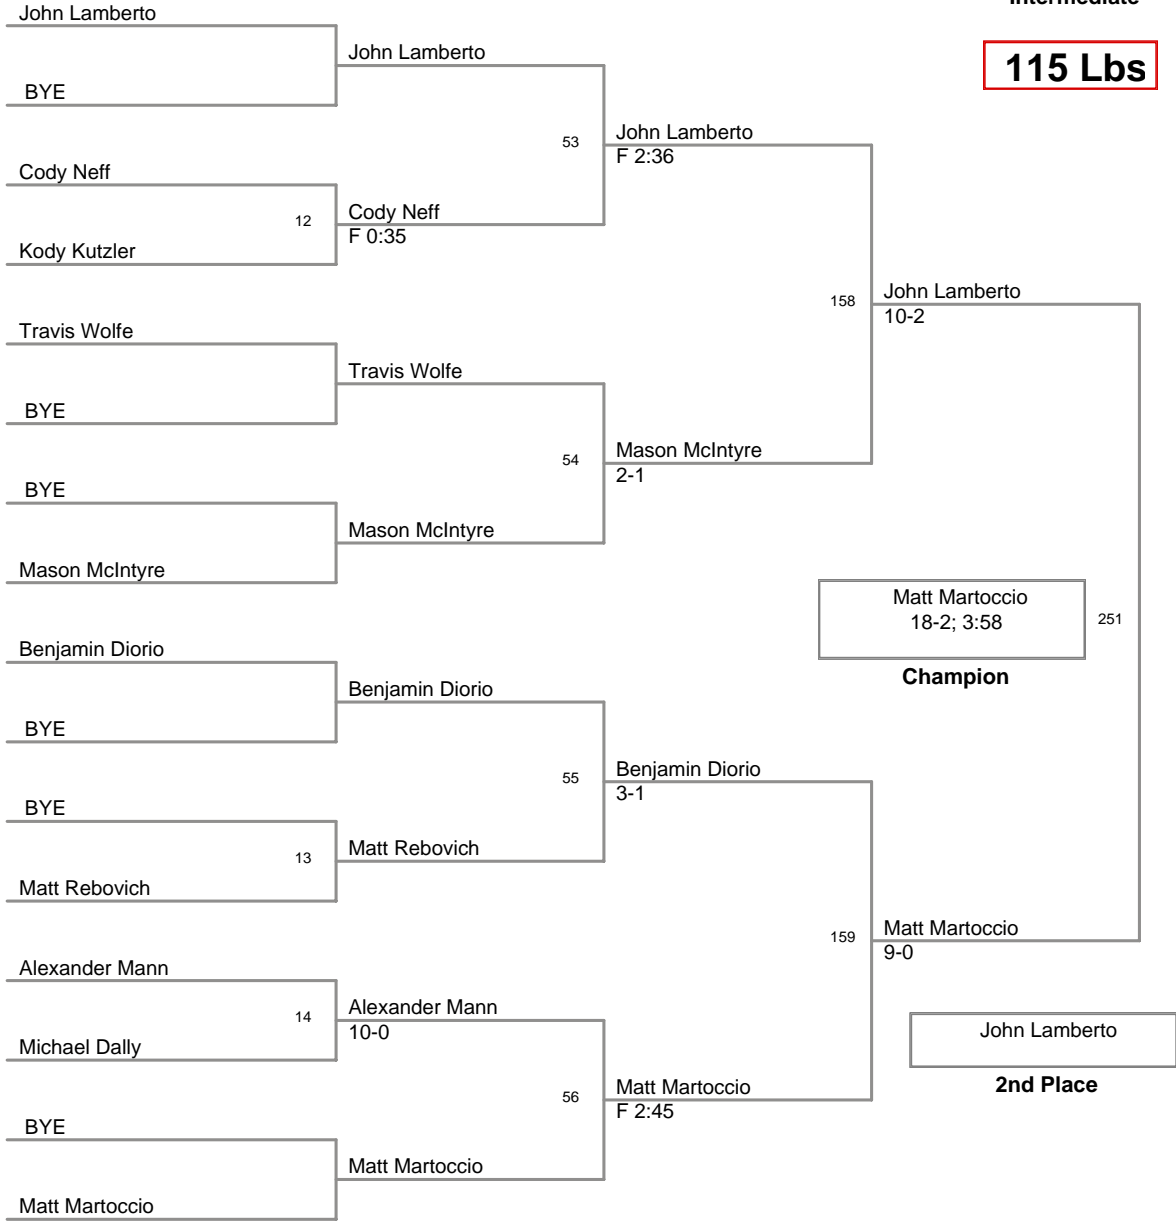 Intermediate
115 Lbs
John Lamberto
BYE
Cody Neff
12
Kody Kutzler
Travis Wolfe
BYE
BYE
Mason McIntyre
Benjamin Diorio
BYE
BYE
13
Matt Rebovich
Alexander Mann
14
Michael Dally
BYE
Matt Martoccio
John Lamberto
53
Cody Neff
F 0:35
Travis Wolfe
54
Mason McIntyre
Benjamin Diorio
55
Matt Rebovich
Alexander Mann
10-0
56
Matt Martoccio
John Lamberto
F 2:36
158
Mason McIntyre
2-1
Benjamin Diorio
3-1
159
Matt Martoccio
F 2:45
John Lamberto
10-2
251
Matt Martoccio
9-0
Matt Martoccio
18-2; 3:58
Champion
John Lamberto
2nd Place